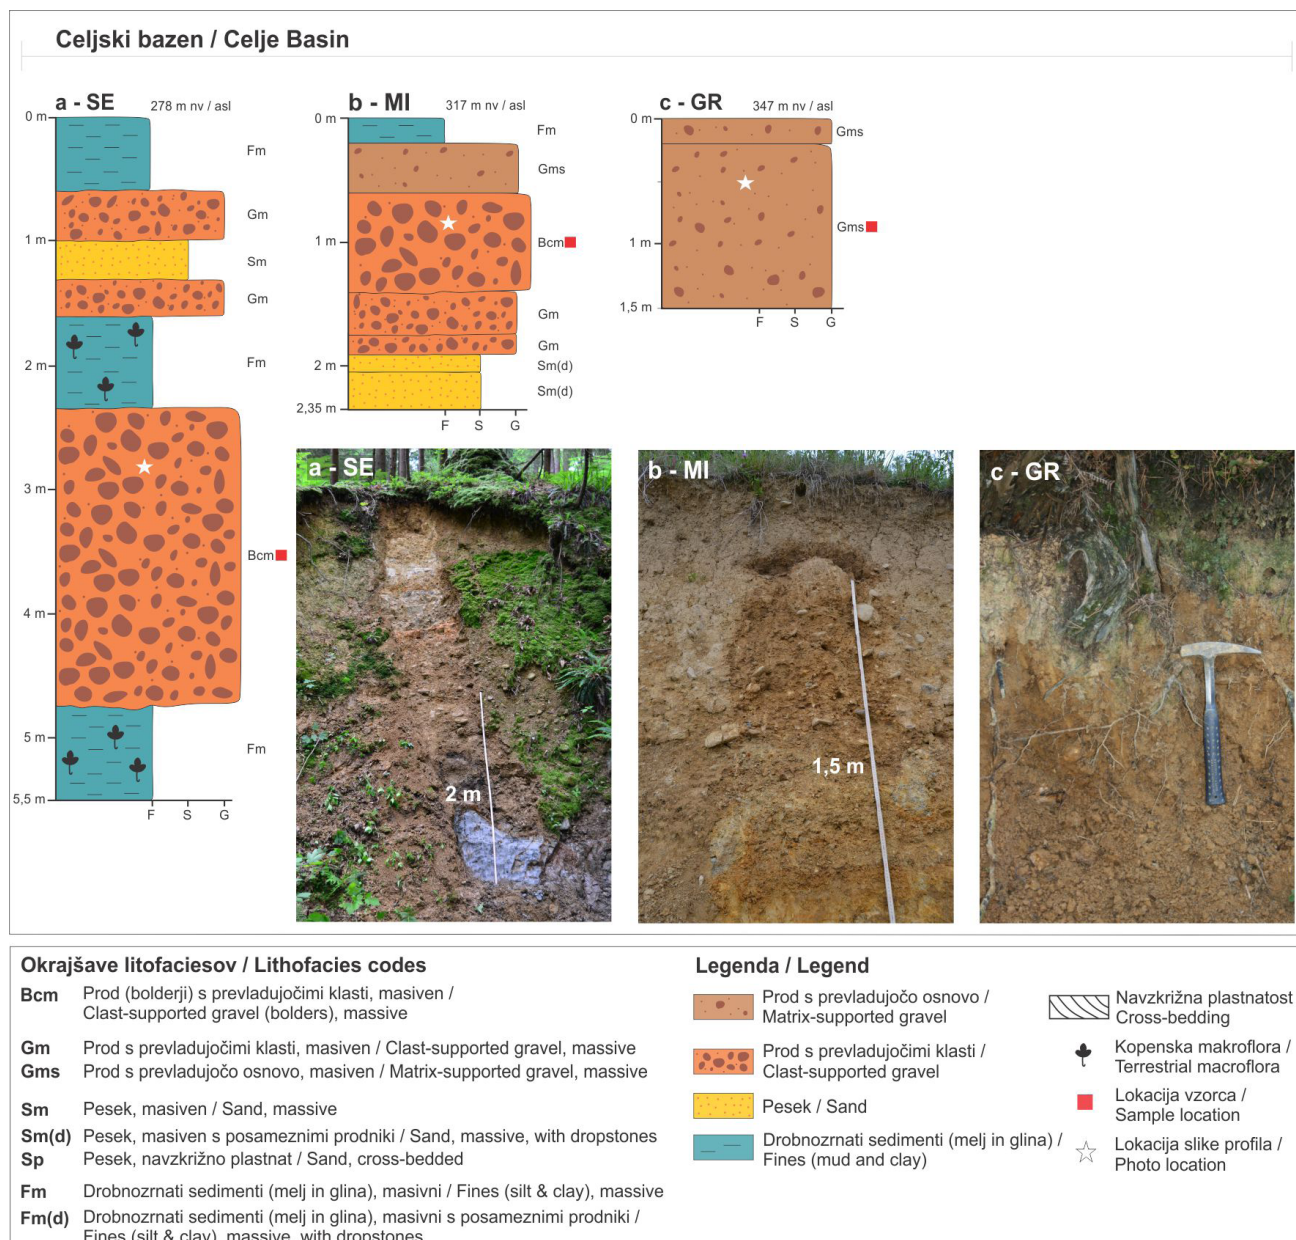 Celjski bazen / Celje Basin
a - SE
278 m nv / asl
0 m
Fm
Gm
1 m
Sm
Gm
Fm
2 m
3 m
Bcm
4 m
5 m
Fm
5,5 m
F S G
b - MI
317 m nv / asl
0 m
Fm
Gms
1 m
Bcm
Gm
Gm
2 m
Sm(d)
Sm(d)
2,35 m
F S G
c - GR
347 m nv / asl
0 m
Gms
Gms
1 m
1,5 m
F S G
a - SE
2 m
b - MI
1,5 m
c - GR
Okrajšave litofaciesov / Lithofacies codes
Bcm Prod (bolderji) s prevladujočimi klasti, masiven /
Clast-supported gravel (bolders), massive
Gm Prod s prevladujočimi klasti, masiven / Clast-supported gravel, massive
Gms Prod s prevladujočo osnovo, masiven / Matrix-supported gravel, massive
Sm Pesek, masiven / Sand, massive
Sm(d) Pesek, masiven s posameznimi prodniki / Sand, massive, with dropstones
Sp Pesek, navzkrižno plastnat / Sand, cross-bedded
Fm Drobnozrnati sedimenti (melj in glina), masivni / Fines (silt & clay), massive
Fm(d) Drobnozrnati sedimenti (melj in glina), masivni s posameznimi prodniki /
Fines (silt & clay), massive, with dropstones
Legenda / Legend
Prod s prevladujočo osnovo /
Matrix-supported gravel
Prod s prevladujočimi klasti /
Clast-supported gravel
Pesek / Sand
Drobnozrnati sedimenti (melj in glina) /
Fines (mud and clay)
Navzkrižna plastnatost
Cross-bedding
Kopenska makroflora /
Terrestrial macroflora
Lokacija vzorca /
Sample location
Lokacija slike profila /
Photo location